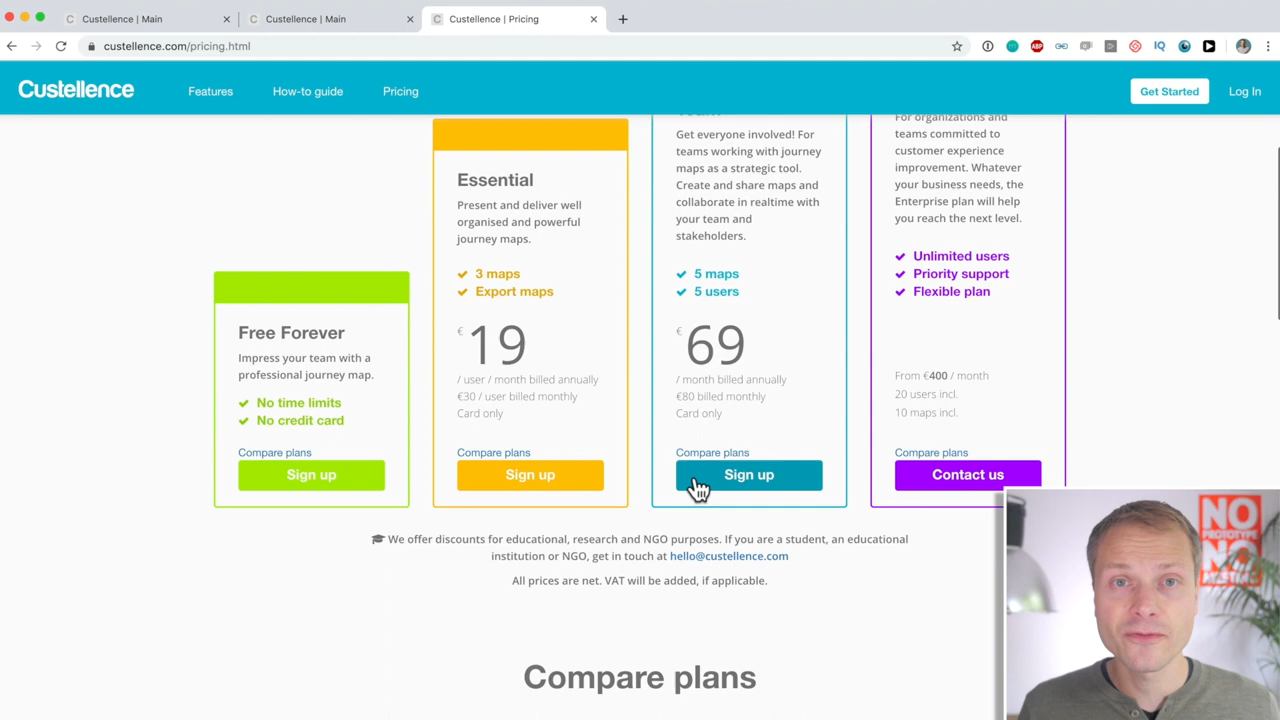 Custellence | Main
Custellence | Main
Custellence | Pricing
custellence.com/pricing.html
ABP
IQ
Custellence
Features
How-to guide
Pricing
Get Started
Log In
Free Forever
Impress your team with a
professional journey map.
No time limits
No credit card
Compare plans
Sign up
Essential
Present and deliver well
organised and powerful
journey maps.
3 maps
Export maps
€
19
/ user / month billed annually
€30 / user billed monthly
Card only
Compare plans
Sign up
Get everyone involved! For
teams working with journey
maps as a strategic tool.
Create and share maps and
collaborate in realtime with
your team and
stakeholders.
5 maps
5 users
€
69
/ month billed annually
€80 billed monthly
Card only
Compare plans
Sign up
For organizations and
teams committed to
customer experience
improvement. Whatever
your business needs, the
Enterprise plan will help
you reach the next level.
Unlimited users
Priority support
Flexible plan
From €400 / month
20 users incl.
10 maps incl.
Compare plans
Contact us
We offer discounts for educational, research and NGO purposes. If you are a student, an educational
institution or NGO, get in touch at hello@custellence.com
All prices are net. VAT will be added, if applicable.
Compare plans
NO
PROTOTYPE
NO
MEETING